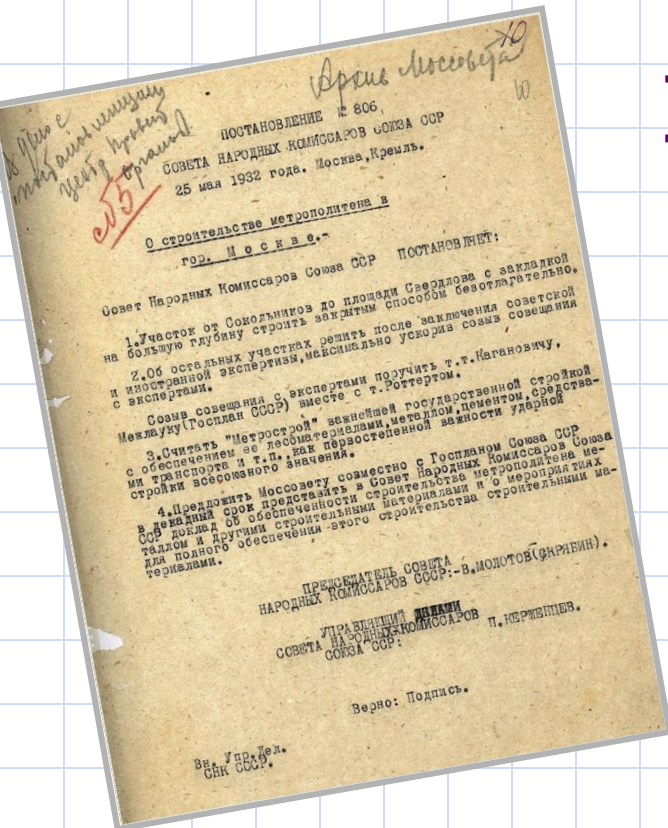 Архив Моссовета
10
ПОСТАНОВЛЕНИЕ № 806
СОВЕТА НАРОДНЫХ КОМИССАРОВ СОЮЗА ССР
25 мая 1932 года. Москва,Кремль.
О строительстве метрополитена в
гор. М о с к в е.-
Совет Народных Комиссаров Союза ССР ПОСТАНОВЛЯЕТ:
1.Участок от Сокольников до площади Свердлова с закладкой
на большую глубину строить закрытым способом безотлагательно.
2.Об остальных участках решить после заключения советской
и иностранной экспертизы,максимально ускорив созыв совещания
с экспертами.
Созыв совещания с экспертами поручить т.т.Кагановичу,
Межлауку(Госплан СССР) вместе с т.Роттертом.
3.Считать "Метрострой" важнейшей государственной стройкой
с обеспечением ее лесоматериалами,металлом,цементом,средства-
ми транспорта и т.п.,как первостепенной важности ударной
стройки всесоюзного значения.
4.Предложить Моссовету совместно с Госпланом Союза ССР
в декадный срок представить в Совет Народных Комиссаров Союза
ССР доклад об обеспеченности строительства метрополитена ме-
таллом и другими строительными материалами и о мероприятиях
для полного обеспечения этого строительства строительными ма-
териалами.
ПРЕДСЕДАТЕЛЬ СОВЕТА
НАРОДНЫХ КОМИССАРОВ СССР:-В.МОЛОТОВ(СКРЯБИН).
УПРАВЛЯЮЩИЙ ДЕЛАМИ
СОВЕТА НАРОДНЫХ КОМИССАРОВ
СОЮЗА ССР: П.КЕРЖЕНЦЕВ.
Верно: Подпись.
Вн. Упр.Дел.
СНК СССР.